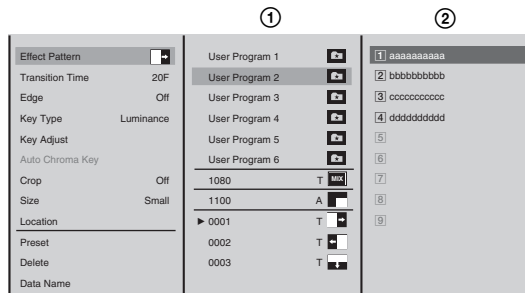 ① ②
Effect Pattern
Transition Time 20F
Edge Off
Key Type Luminance
Key Adjust
Auto Chroma Key
Crop Off
Size Small
Location
Preset
Delete
Data Name
User Program 1
User Program 2
User Program 3
User Program 4
User Program 5
User Program 6
1080 T MIX
1100 A
0001 T
0002 T
0003 T
1 aaaaaaaaaa
2 bbbbbbbbbb
3 ccccccccccc
4 dddddddddd
5
6
7
8
9